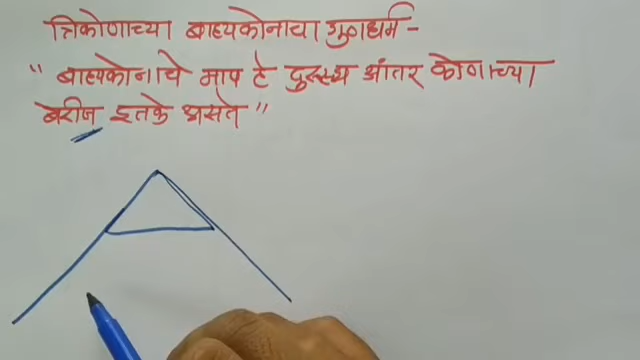 त्रिकोणाच्या बाह्यकोनाचा गुणधर्म -
" बाह्यकोनाचे माप हे दुरस्थ आंतर कोणाच्या
बेरीज इतके असते "